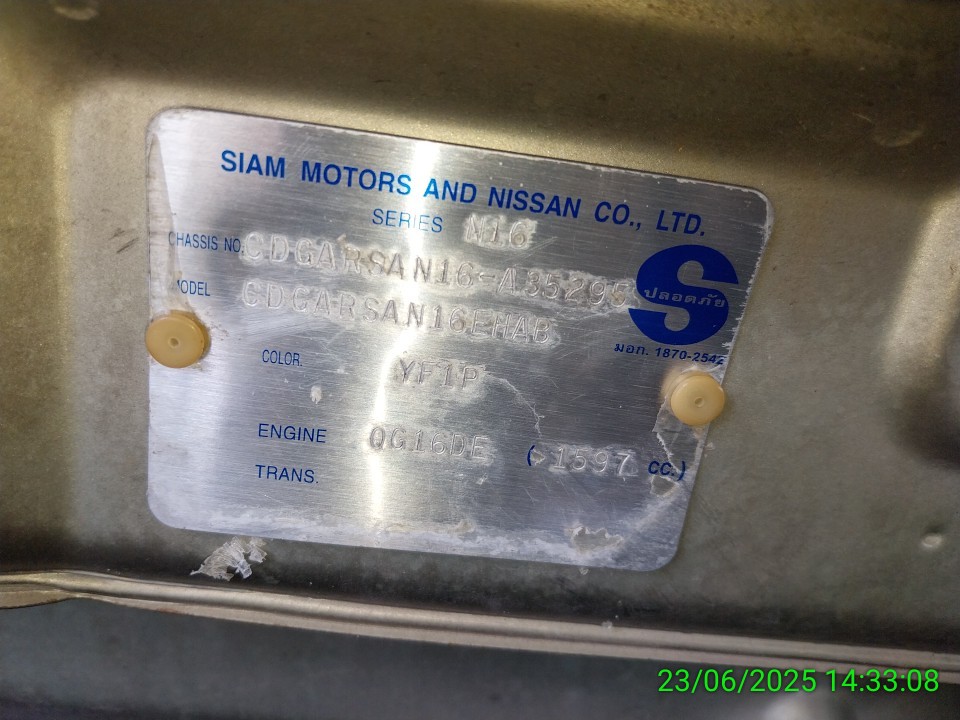 SIAM MOTORS AND NISSAN CO., LTD.
SERIES N16
CHASSIS NO. CDGARSAN16-A35295
MODEL CDGARSAN16EHAB
S
ปลอดภัย
มอก. 1870-2542
COLOR. YF1P
ENGINE QG16DE ( 1597 cc.)
TRANS.
23/06/2025 14:33:08